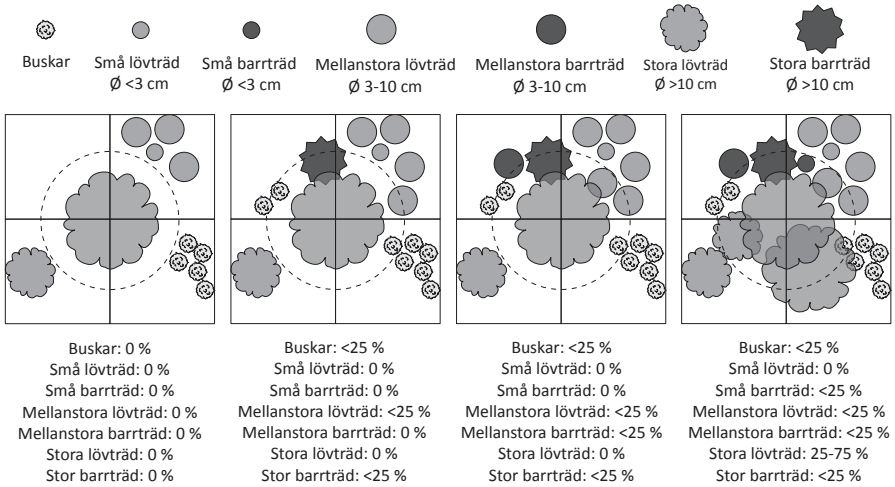 Buskar
Små lövträd
Ø <3 cm
Små barrträd
Ø <3 cm
Mellanstora lövträd
Ø 3-10 cm
Mellanstora barrträd
Ø 3-10 cm
Stora lövträd
Ø >10 cm
Stora barrträd
Ø >10 cm
Buskar: 0 %
Små lövträd: 0 %
Små barrträd: 0 %
Mellanstora lövträd: 0 %
Mellanstora barrträd: 0 %
Stora lövträd: 0 %
Stor barrträd: 0 %
Buskar: <25 %
Små lövträd: 0 %
Små barrträd: 0 %
Mellanstora lövträd: <25 %
Mellanstora barrträd: 0 %
Stora lövträd: 0 %
Stor barrträd: <25 %
Buskar: <25 %
Små lövträd: 0 %
Små barrträd: 0 %
Mellanstora lövträd: <25 %
Mellanstora barrträd: <25 %
Stora lövträd: 0 %
Stor barrträd: <25 %
Buskar: <25 %
Små lövträd: 0 %
Små barrträd: <25 %
Mellanstora lövträd: <25 %
Mellanstora barrträd: <25 %
Stora lövträd: 25-75 %
Stor barrträd: <25 %